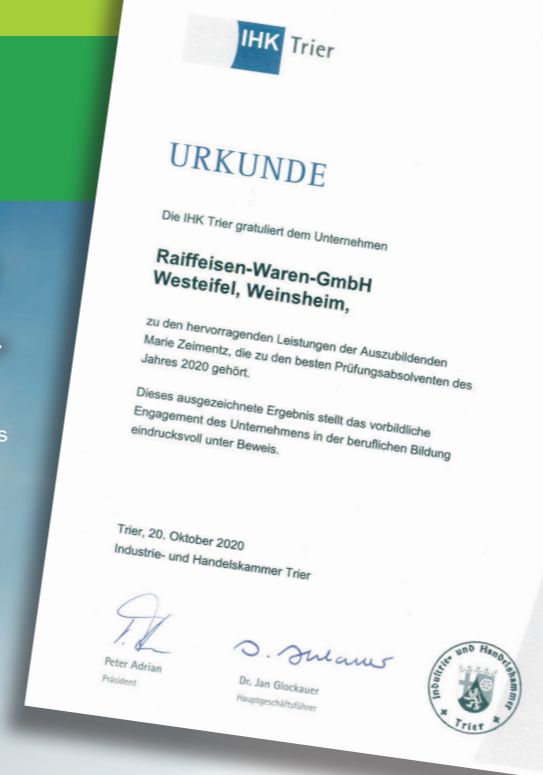 IHK Trier
URKUNDE
Die IHK Trier gratuliert dem Unternehmen
Raiffeisen-Waren-GmbH
Westeifel, Weinsheim,
zu den hervorragenden Leistungen der Auszubildenden
Marie Zeimentz, die zu den besten Prüfungsabsolventen des
Jahres 2020 gehört.
Dieses ausgezeichnete Ergebnis stellt das vorbildliche
Engagement des Unternehmens in der beruflichen Bildung
eindrucksvoll unter Beweis.
Trier, 20. Oktober 2020
Industrie- und Handelskammer Trier
Peter Adrian
Präsident
Dr. Jan Glockauer
Hauptgeschäftsführer
Industrie- und Handelskammer
Trier